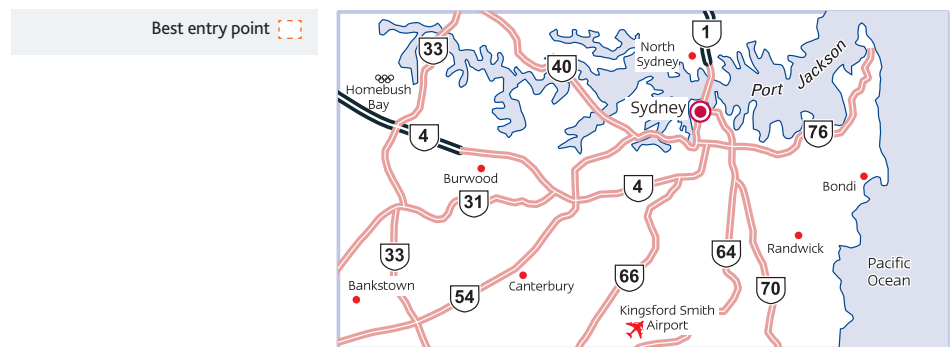 Best entry point
1
33
North
Sydney
40
Port Jackson
Homebush
Bay
Sydney
4
76
Burwood
Bondi
4
31
Randwick
33
64
Pacific
Ocean
66
Bankstown
Canterbury
70
54
Kingsford Smith
Airport